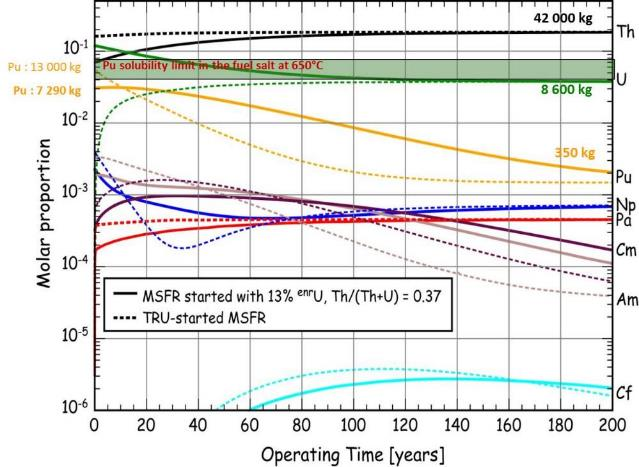 42 000 kg
Th
10-1
Pu : 13 000 kg
Pu solubility limit in the fuel salt at 650°C
U
Pu : 7 290 kg
8 600 kg
10-2
350 kg
Pu
10-3
Np
Pa
Cm
10-4
Am
MSFR started with 13% enrU, Th/(Th+U) = 0.37
TRU-started MSFR
10-5
Cf
10-6
0 20 40 60 80 100 120 140 160 180 200
Operating Time [years]
Molar proportion